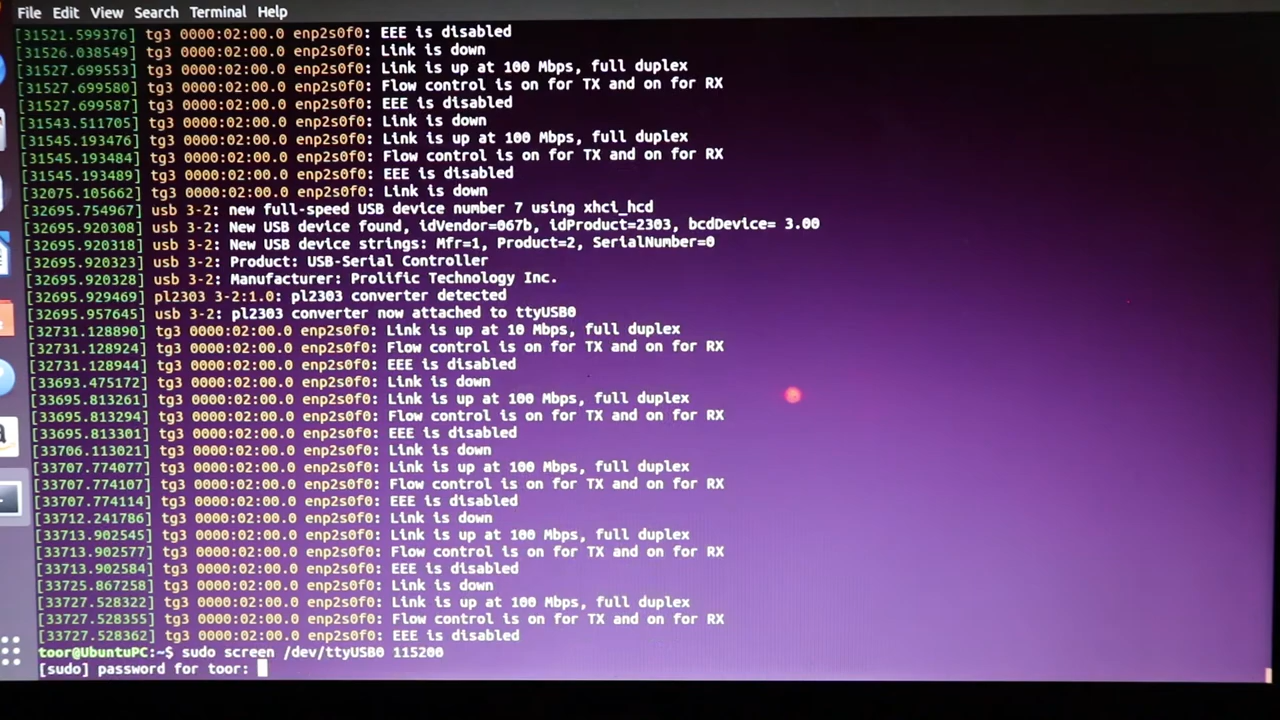 File Edit View Search Terminal Help
[31521.599376] tg3 0000:02:00.0 enp2s0f0: EEE is disabled
[31526.038549] tg3 0000:02:00.0 enp2s0f0: Link is down
[31527.699553] tg3 0000:02:00.0 enp2s0f0: Link is up at 100 Mbps, full duplex
[31527.699580] tg3 0000:02:00.0 enp2s0f0: Flow control is on for TX and on for RX
[31527.699587] tg3 0000:02:00.0 enp2s0f0: EEE is disabled
[31543.511705] tg3 0000:02:00.0 enp2s0f0: Link is down
[31545.193476] tg3 0000:02:00.0 enp2s0f0: Link is up at 100 Mbps, full duplex
[31545.193484] tg3 0000:02:00.0 enp2s0f0: Flow control is on for TX and on for RX
[31545.193489] tg3 0000:02:00.0 enp2s0f0: EEE is disabled
[32075.105662] tg3 0000:02:00.0 enp2s0f0: Link is down
[32695.754967] usb 3-2: new full-speed USB device number 7 using xhci_hcd
[32695.920308] usb 3-2: New USB device found, idVendor=067b, idProduct=2303, bcdDevice= 3.00
[32695.920318] usb 3-2: New USB device strings: Mfr=1, Product=2, SerialNumber=0
[32695.920323] usb 3-2: Product: USB-Serial Controller
[32695.920328] usb 3-2: Manufacturer: Prolific Technology Inc.
[32695.929469] pl2303 3-2:1.0: pl2303 converter detected
[32695.957645] usb 3-2: pl2303 converter now attached to ttyUSB0
[32731.128890] tg3 0000:02:00.0 enp2s0f0: Link is up at 10 Mbps, full duplex
[32731.128924] tg3 0000:02:00.0 enp2s0f0: Flow control is on for TX and on for RX
[32731.128944] tg3 0000:02:00.0 enp2s0f0: EEE is disabled
[33693.475172] tg3 0000:02:00.0 enp2s0f0: Link is down
[33695.813261] tg3 0000:02:00.0 enp2s0f0: Link is up at 100 Mbps, full duplex
[33695.813294] tg3 0000:02:00.0 enp2s0f0: Flow control is on for TX and on for RX
[33695.813301] tg3 0000:02:00.0 enp2s0f0: EEE is disabled
[33706.113021] tg3 0000:02:00.0 enp2s0f0: Link is down
[33707.774077] tg3 0000:02:00.0 enp2s0f0: Link is up at 100 Mbps, full duplex
[33707.774107] tg3 0000:02:00.0 enp2s0f0: Flow control is on for TX and on for RX
[33707.774114] tg3 0000:02:00.0 enp2s0f0: EEE is disabled
[33712.241786] tg3 0000:02:00.0 enp2s0f0: Link is down
[33713.902545] tg3 0000:02:00.0 enp2s0f0: Link is up at 100 Mbps, full duplex
[33713.902577] tg3 0000:02:00.0 enp2s0f0: Flow control is on for TX and on for RX
[33713.902584] tg3 0000:02:00.0 enp2s0f0: EEE is disabled
[33725.867258] tg3 0000:02:00.0 enp2s0f0: Link is down
[33727.528322] tg3 0000:02:00.0 enp2s0f0: Link is up at 100 Mbps, full duplex
[33727.528355] tg3 0000:02:00.0 enp2s0f0: Flow control is on for TX and on for RX
[33727.528362] tg3 0000:02:00.0 enp2s0f0: EEE is disabled
toor@UbuntuPC:~$ sudo screen /dev/ttyUSB0 115200
[sudo] password for toor: